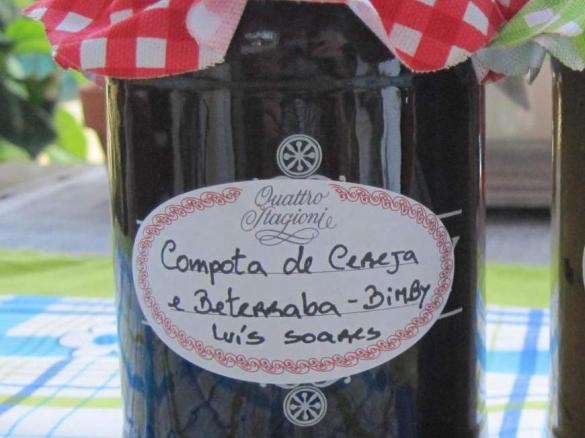 Quattro
Stagioni
Compota de Cereja
e Beterraba - Bimby
Luís Soares